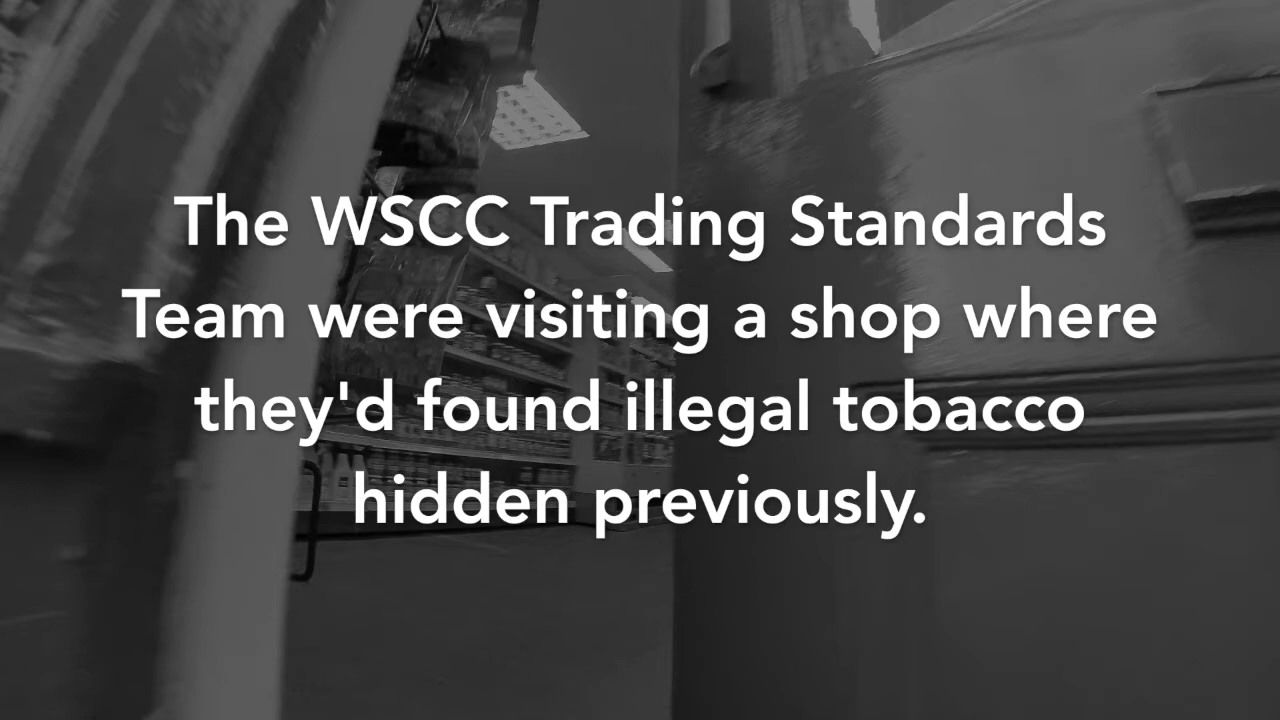 The WSCC Trading Standards
Team were visiting a shop where
they'd found illegal tobacco
hidden previously.